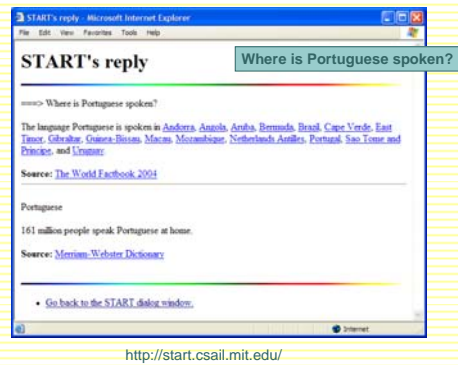 START's reply - Microsoft Internet Explorer
File Edit View Favorites Tools Help
Where is Portuguese spoken?
START's reply
===> Where is Portuguese spoken?
The language Portuguese is spoken in Andorra, Angola, Aruba, Bermuda, Brazil, Cape Verde, East
Timor, Gibraltar, Guinea-Bissau, Macau, Mozambique, Netherlands Antilles, Portugal, Sao Tome and
Principe, and Uruguay.
Source: The World Factbook 2004
Portuguese
161 million people speak Portuguese at home.
Source: Merriam-Webster Dictionary
Go back to the START dialog window.
Internet
http://start.csail.mit.edu/